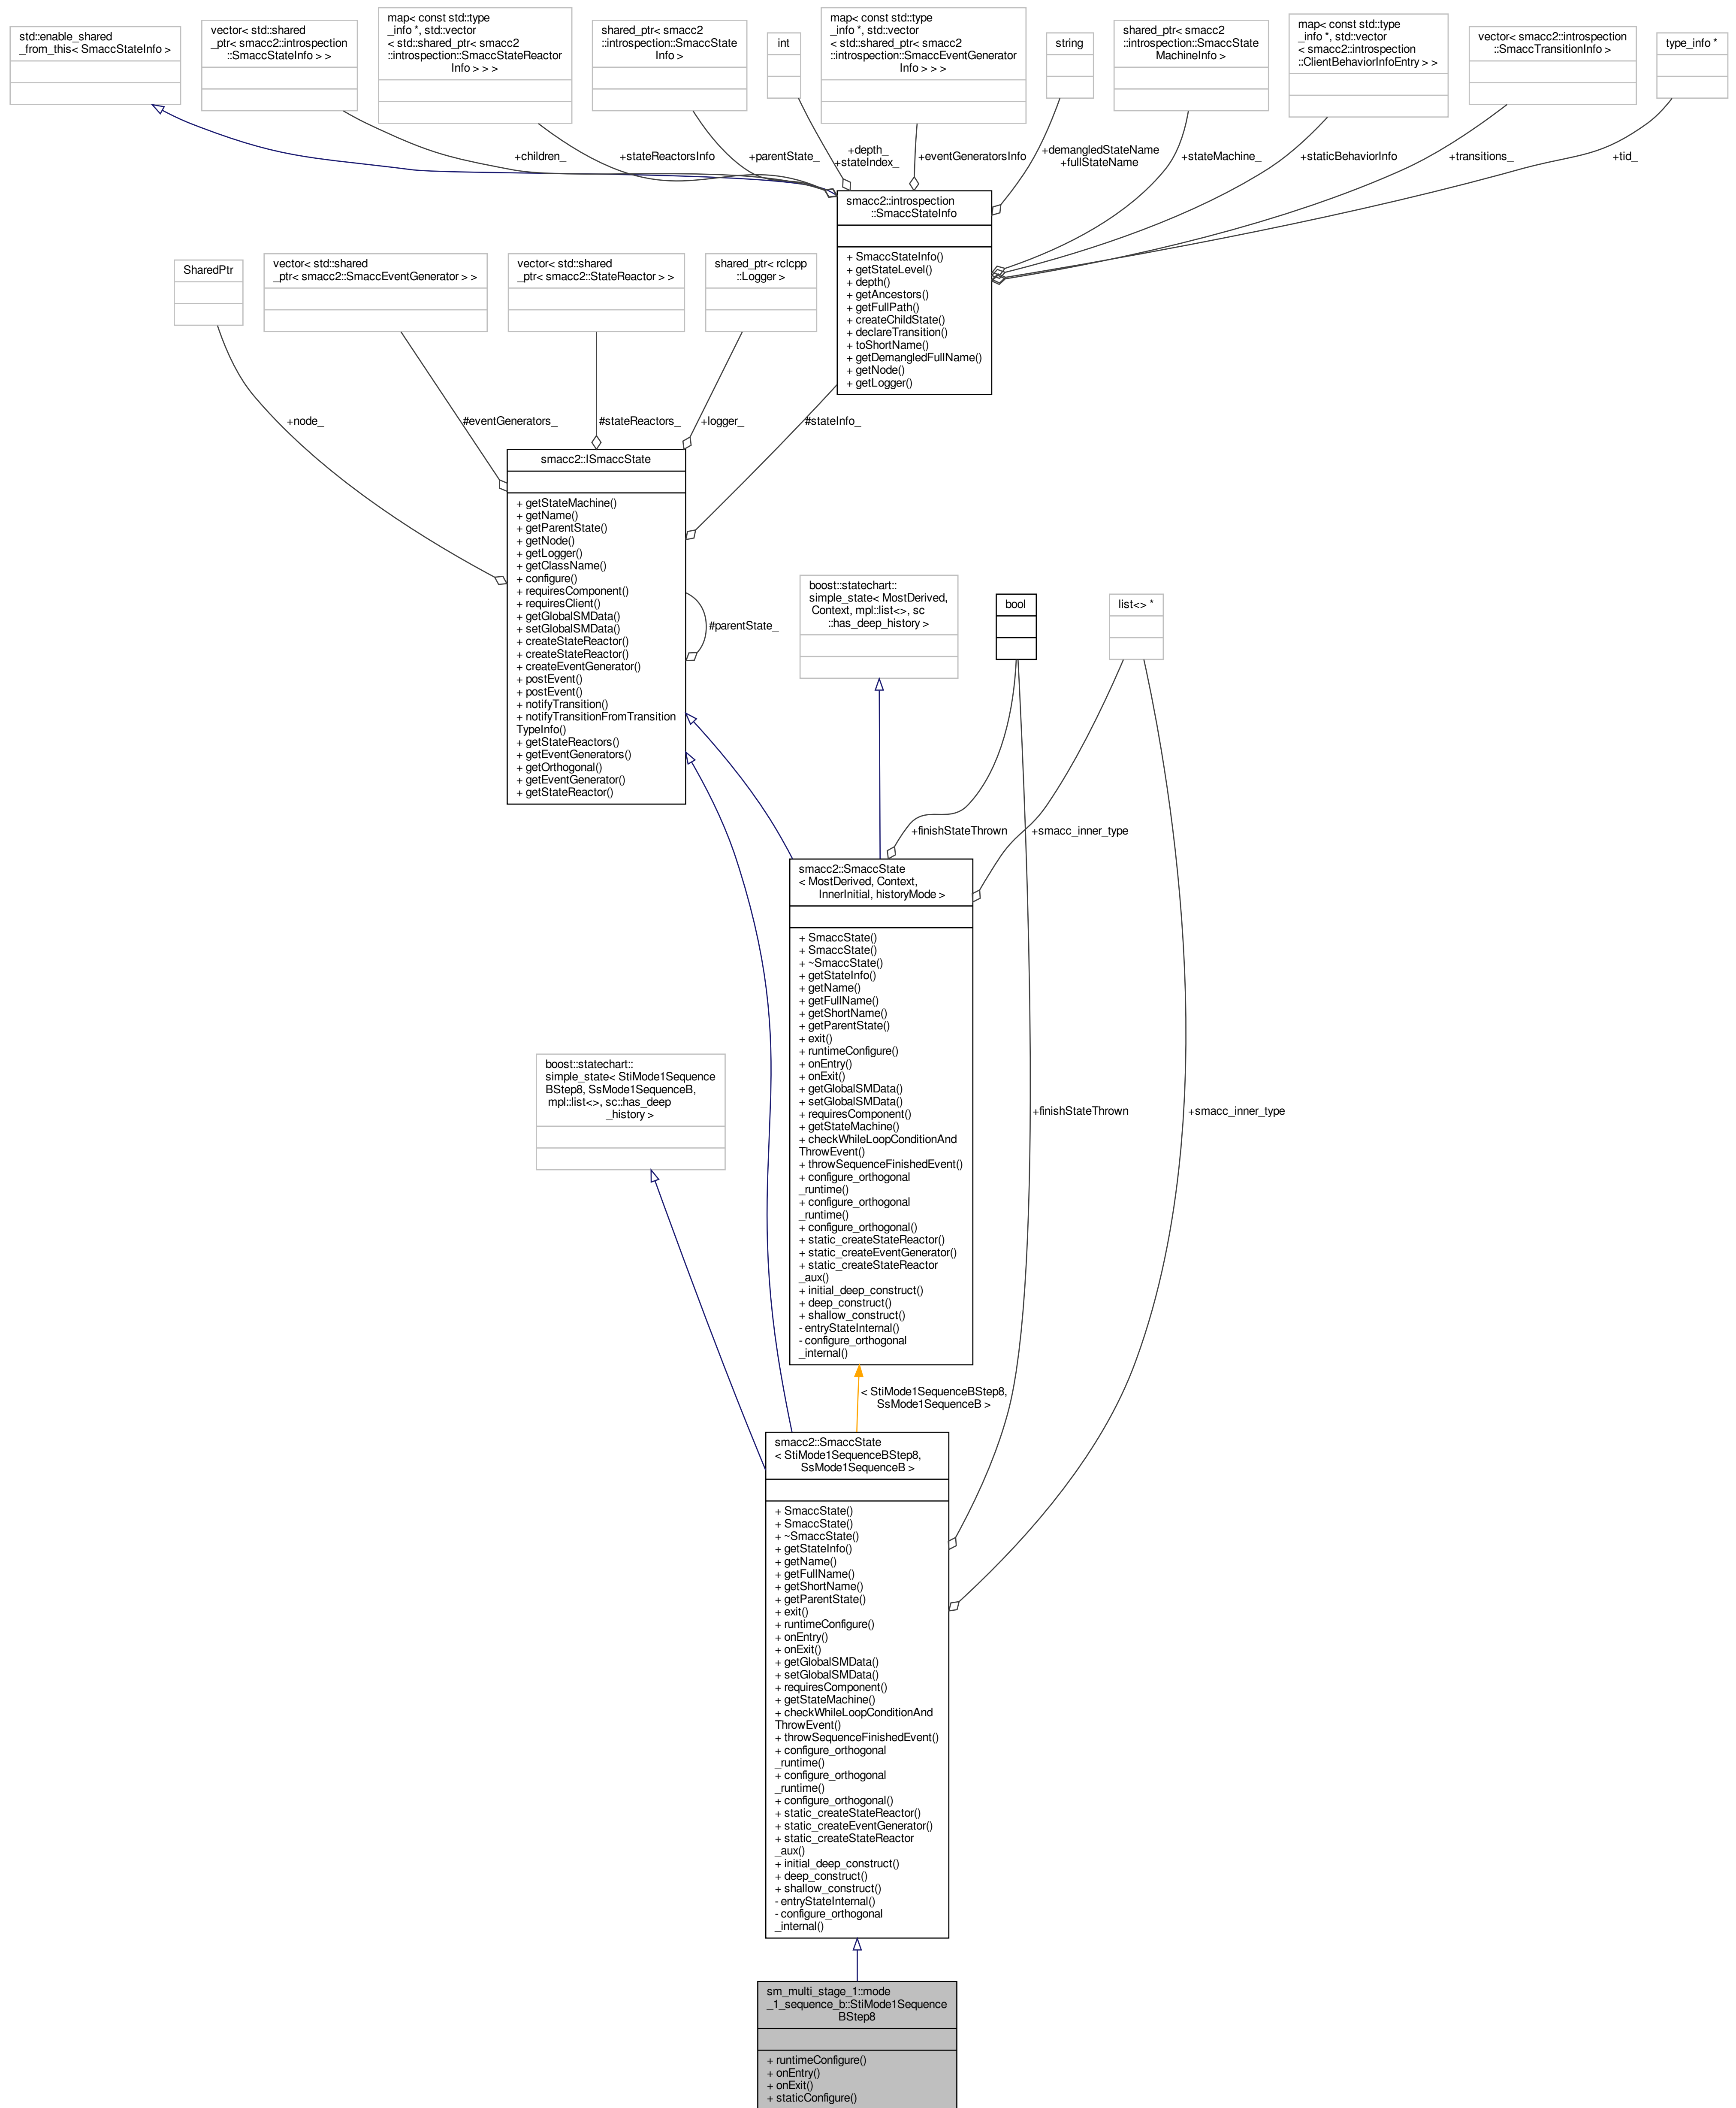 std::enable_shared
_from_this< SmaccStateInfo >
vector< std::shared
_ptr< smacc2::introspection
::SmaccStateInfo > >
map< const std::type
_info *, std::vector
< std::shared_ptr< smacc2
::introspection::SmaccStateReactor
Info > > >
shared_ptr< smacc2
::introspection::SmaccState
Info >
int
map< const std::type
_info *, std::vector
< std::shared_ptr< smacc2
::introspection::SmaccEventGenerator
Info > > >
string
shared_ptr< smacc2
::introspection::SmaccState
MachineInfo >
map< const std::type
_info *, std::vector
< smacc2::introspection
::ClientBehaviorInfoEntry > >
vector< smacc2::introspection
::SmaccTransitionInfo >
type_info *
+children_
+stateReactorsInfo
+parentState_
+depth_
+stateIndex_
+eventGeneratorsInfo
+demangledStateName
+fullStateName
+stateMachine_
+staticBehaviorInfo
+transitions_
+tid_
smacc2::introspection
::SmaccStateInfo
+ SmaccStateInfo()
+ getStateLevel()
+ depth()
+ getAncestors()
+ getFullPath()
+ createChildState()
+ declareTransition()
+ toShortName()
+ getDemangledFullName()
+ getNode()
+ getLogger()
SharedPtr
vector< std::shared
_ptr< smacc2::SmaccEventGenerator > >
vector< std::shared
_ptr< smacc2::StateReactor > >
shared_ptr< rclcpp
::Logger >
+node_
#eventGenerators_
#stateReactors_
+logger_
#stateInfo_
smacc2::ISmaccState
+ getStateMachine()
+ getName()
+ getParentState()
+ getNode()
+ getLogger()
+ getClassName()
+ configure()
+ requiresComponent()
+ requiresClient()
+ getGlobalSMData()
+ setGlobalSMData()
+ createStateReactor()
+ createStateReactor()
+ createEventGenerator()
+ postEvent()
+ postEvent()
+ notifyTransition()
+ notifyTransitionFromTransition
TypeInfo()
+ getStateReactors()
+ getEventGenerators()
+ getOrthogonal()
+ getEventGenerator()
+ getStateReactor()
#parentState_
boost::statechart::
simple_state< MostDerived,
Context, mpl::list<>, sc
::has_deep_history >
bool
list<> *
+finishStateThrown
+smacc_inner_type
smacc2::SmaccState
< MostDerived, Context,
InnerInitial, historyMode >
+ SmaccState()
+ SmaccState()
+ ~SmaccState()
+ getStateInfo()
+ getName()
+ getFullName()
+ getShortName()
+ getParentState()
+ exit()
+ runtimeConfigure()
+ onEntry()
+ onExit()
+ getGlobalSMData()
+ setGlobalSMData()
+ requiresComponent()
+ getStateMachine()
+ checkWhileLoopConditionAnd
ThrowEvent()
+ throwSequenceFinishedEvent()
+ configure_orthogonal
_runtime()
+ configure_orthogonal
_runtime()
+ configure_orthogonal()
+ static_createStateReactor()
+ static_createEventGenerator()
+ static_createStateReactor
_aux()
+ initial_deep_construct()
+ deep_construct()
+ shallow_construct()
- entryStateInternal()
- configure_orthogonal
_internal()
boost::statechart::
simple_state< StiMode1Sequence
BStep8, SsMode1SequenceB,
mpl::list<>, sc::has_deep
_history >
+finishStateThrown
+smacc_inner_type
< StiMode1SequenceBStep8,
SsMode1SequenceB >
smacc2::SmaccState
< StiMode1SequenceBStep8,
SsMode1SequenceB >
+ SmaccState()
+ SmaccState()
+ ~SmaccState()
+ getStateInfo()
+ getName()
+ getFullName()
+ getShortName()
+ getParentState()
+ exit()
+ runtimeConfigure()
+ onEntry()
+ onExit()
+ getGlobalSMData()
+ setGlobalSMData()
+ requiresComponent()
+ getStateMachine()
+ checkWhileLoopConditionAnd
ThrowEvent()
+ throwSequenceFinishedEvent()
+ configure_orthogonal
_runtime()
+ configure_orthogonal
_runtime()
+ configure_orthogonal()
+ static_createStateReactor()
+ static_createEventGenerator()
+ static_createStateReactor
_aux()
+ initial_deep_construct()
+ deep_construct()
+ shallow_construct()
- entryStateInternal()
- configure_orthogonal
_internal()
sm_multi_stage_1::mode
_1_sequence_b::StiMode1Sequence
BStep8
+ runtimeConfigure()
+ onEntry()
+ onExit()
+ staticConfigure()